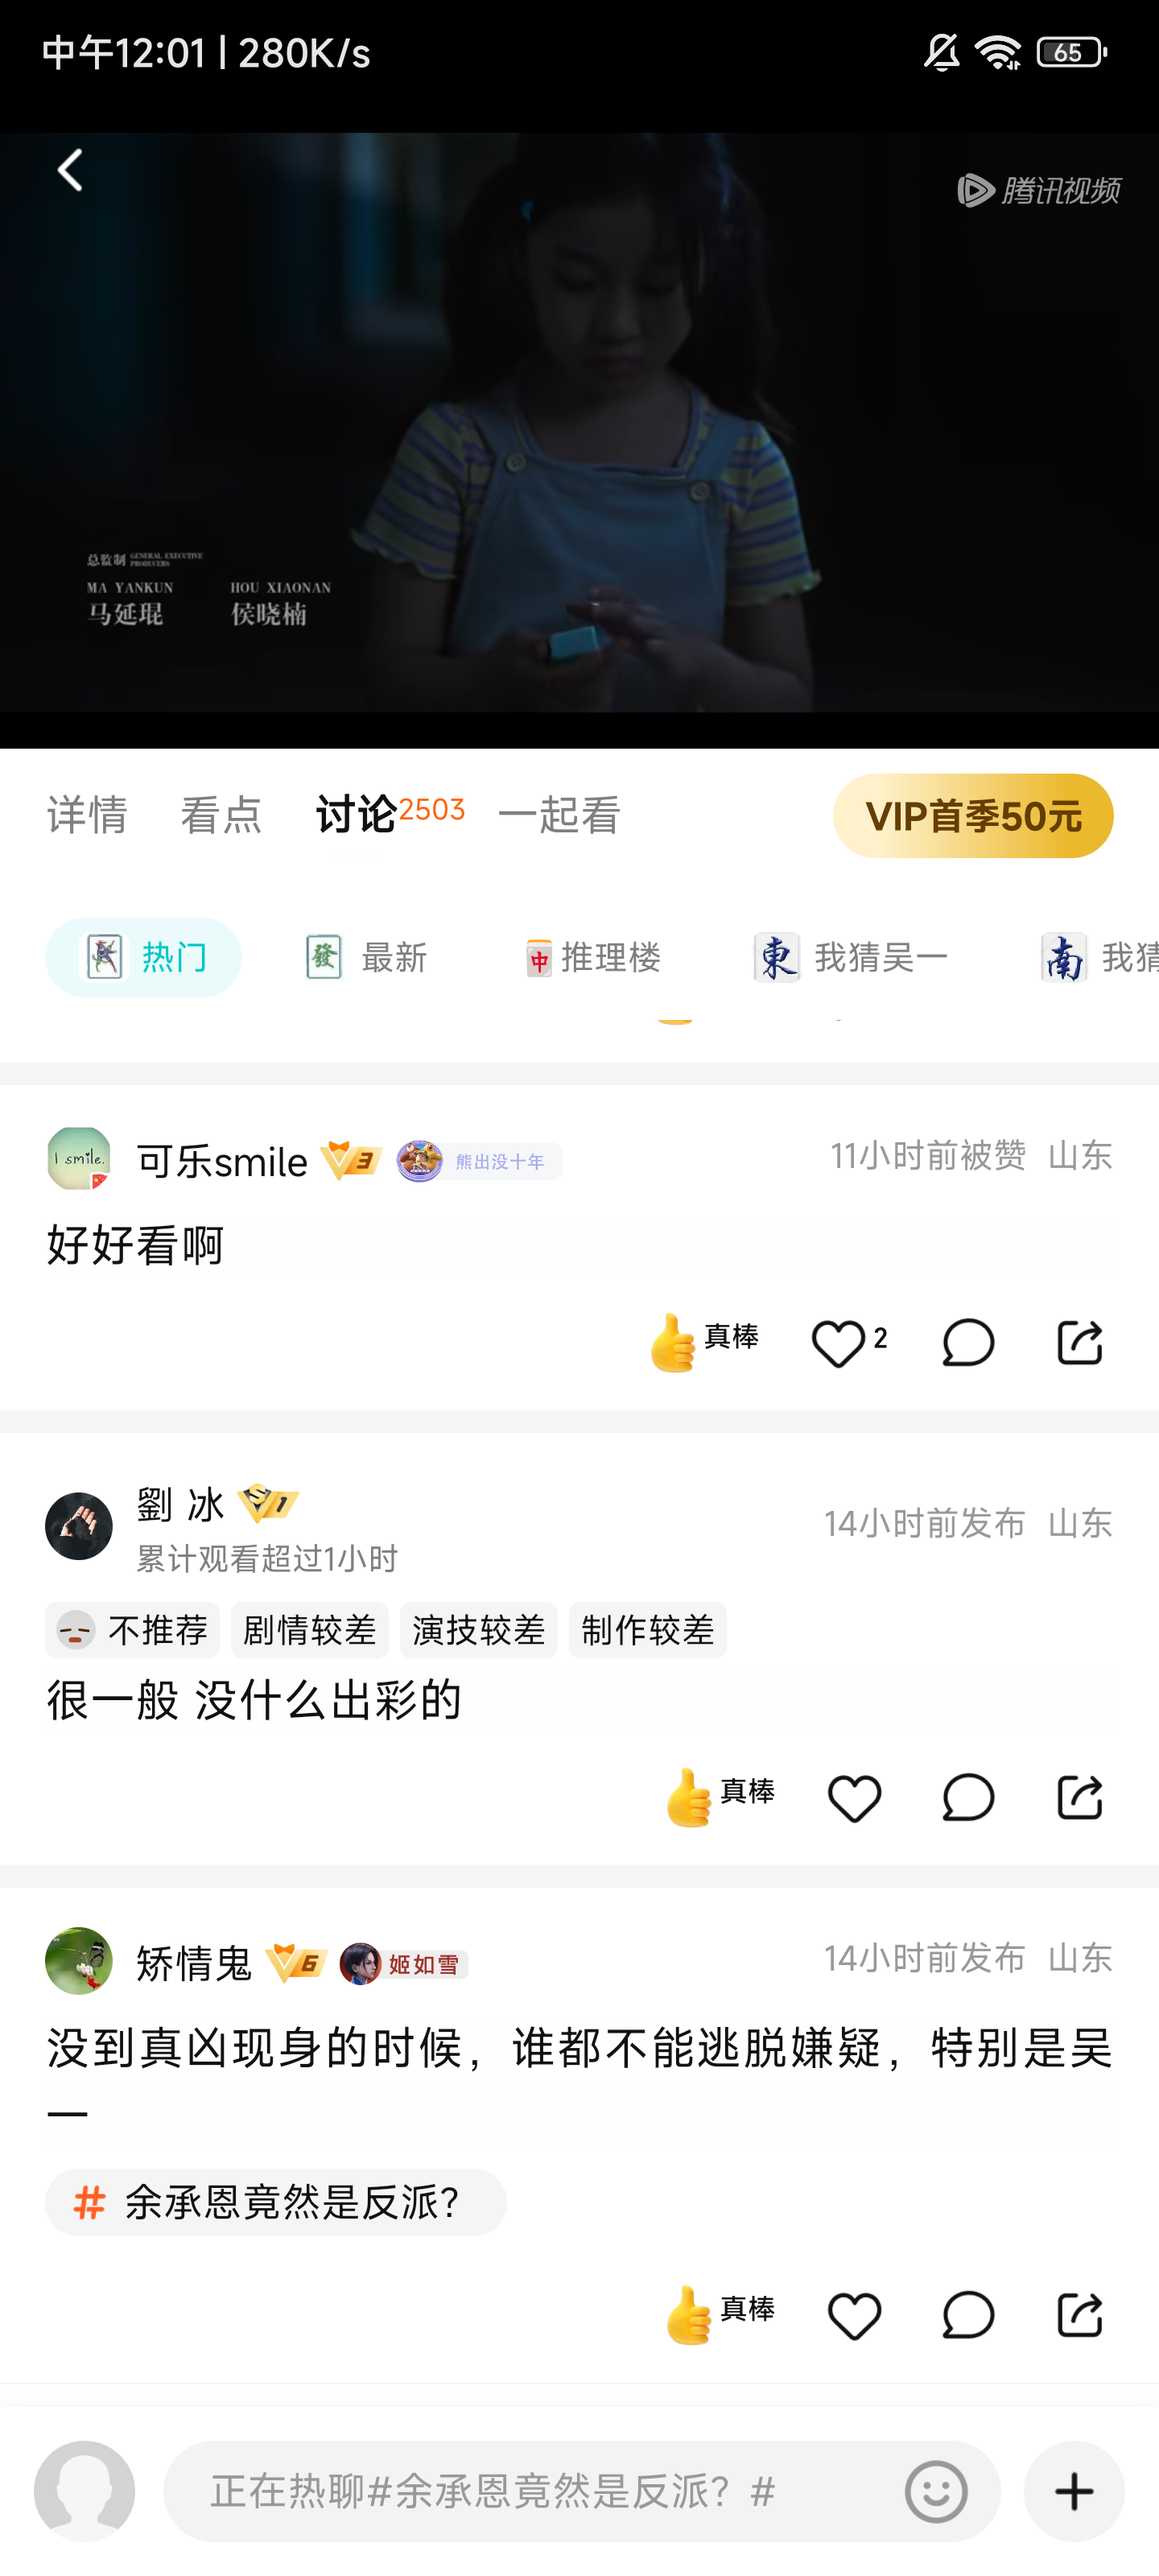 中午12:01 | 280K/s
65
腾讯视频
总监制 GENERAL EXECUTIVE PRODUCERS
MA YANKUN HOU XIAONAN
马延琨 侯晓楠
详情 看点 讨论2503 一起看 VIP首季50元
热门 發 最新 中 推理楼 東 我猜吴一 南 我猜
I smile. 可乐smile V3 熊出没十年 11小时前被赞 山东
好好看啊
真棒 2
劉 冰 SV1 14小时前发布 山东
累计观看超过1小时
不推荐 剧情较差 演技较差 制作较差
很一般 没什么出彩的
真棒
矫情鬼 V6 姬如雪 14小时前发布 山东
没到真凶现身的时候，谁都不能逃脱嫌疑，特别是吴
一
# 余承恩竟然是反派？
真棒
正在热聊#余承恩竟然是反派？#